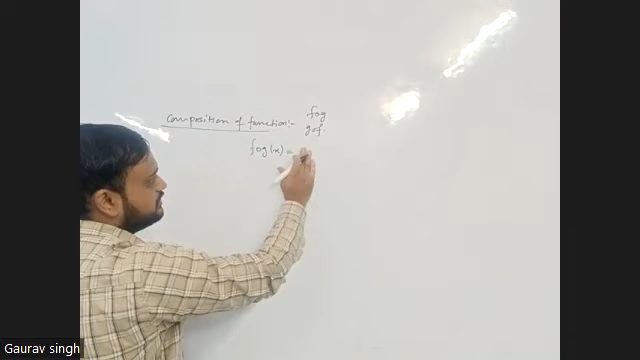 Composition of function:- fog
gof.
fog(x) =
Gaurav singh